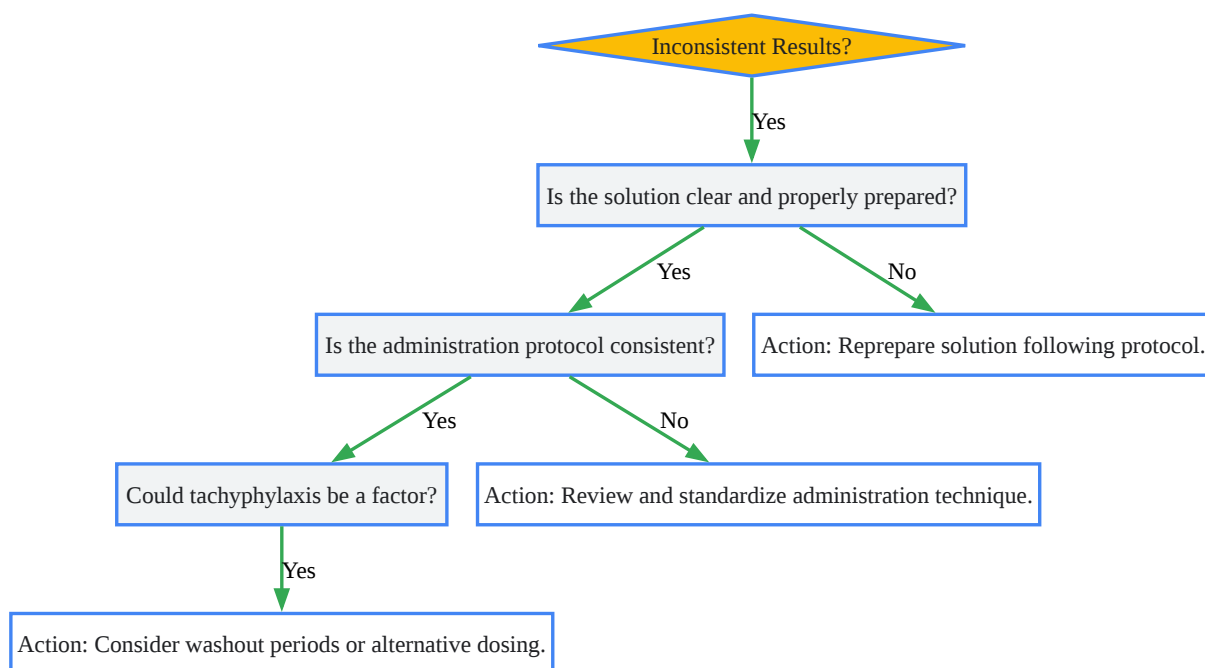 Inconsistent Results?
Yes
Is the solution clear and properly prepared?
Yes
No
Is the administration protocol consistent?
Action: Reprepare solution following protocol.
Yes
No
Could tachyphylaxis be a factor?
Action: Review and standardize administration technique.
Yes
Action: Consider washout periods or alternative dosing.